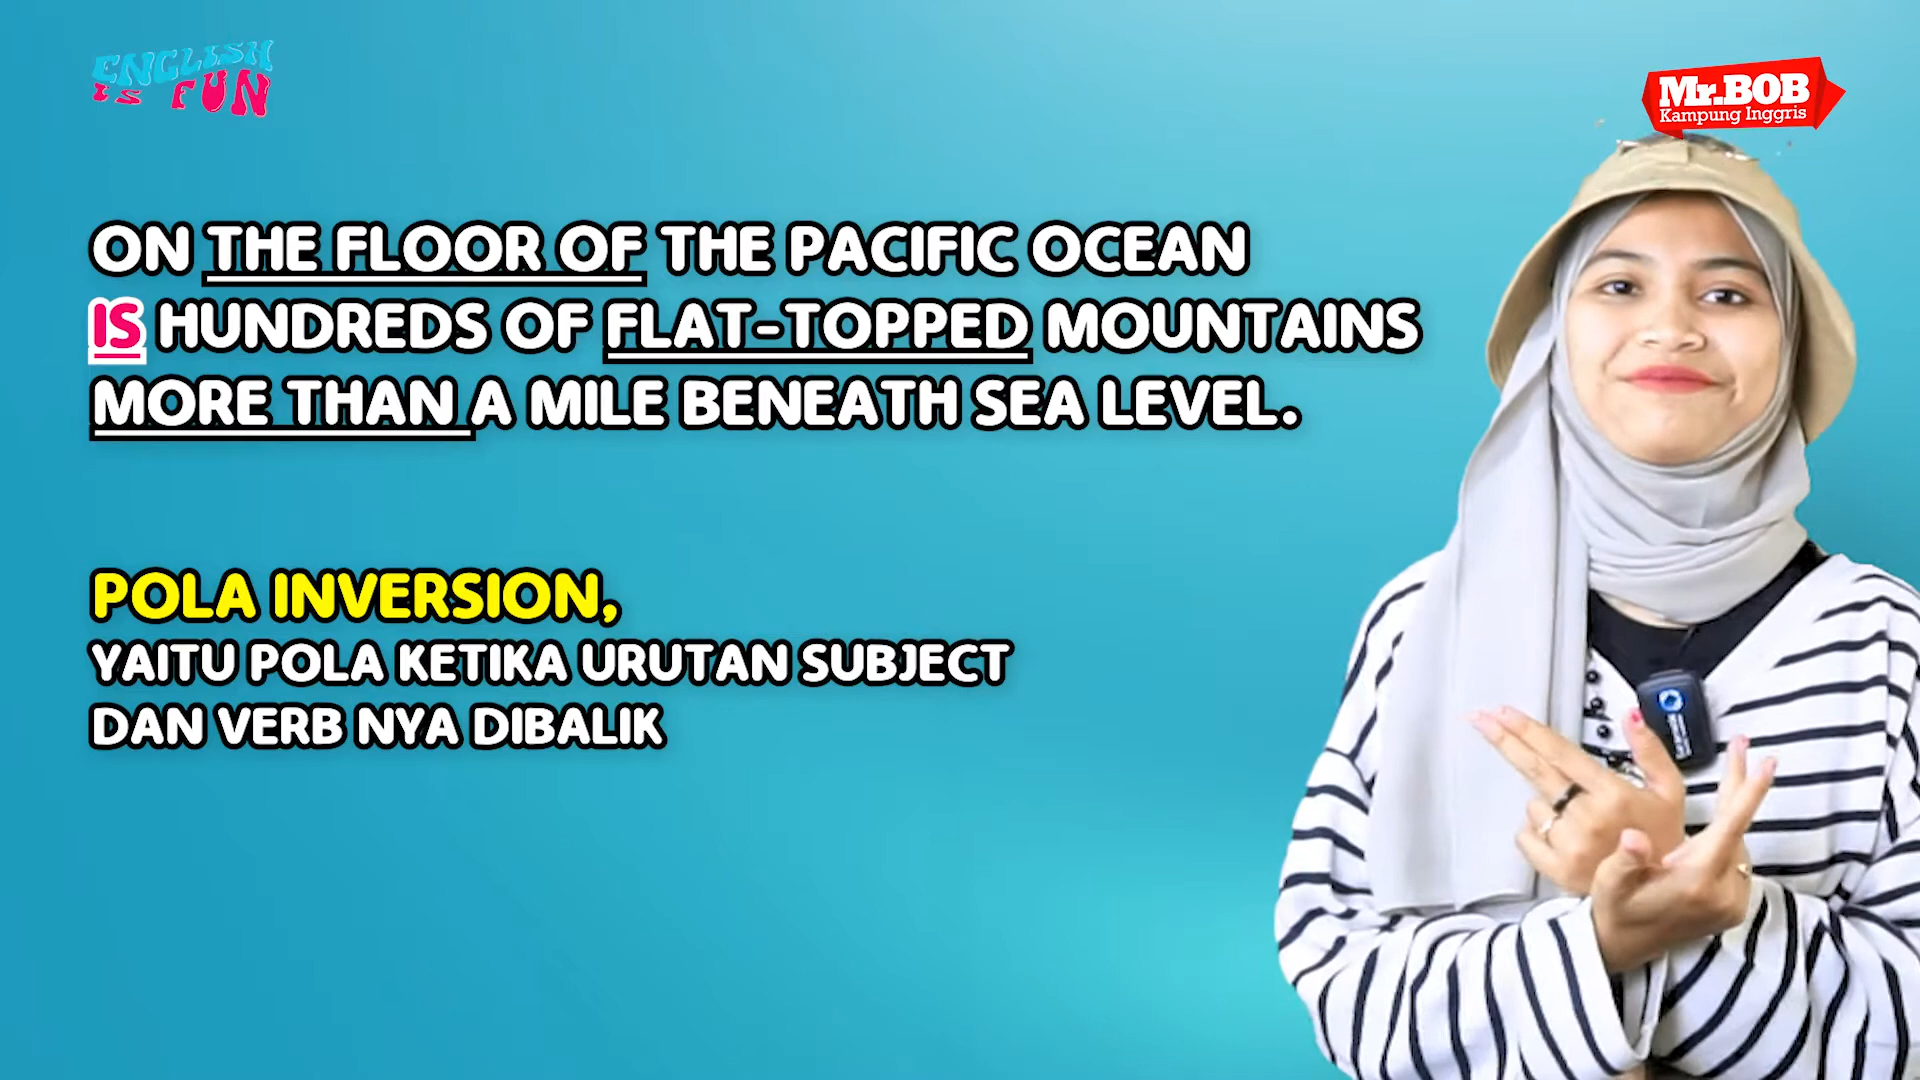 ENGLISH
IS FUN
Mr.BOB
Kampung Inggris
ON THE FLOOR OF THE PACIFIC OCEAN
IS HUNDREDS OF FLAT-TOPPED MOUNTAINS
MORE THAN A MILE BENEATH SEA LEVEL.
POLA INVERSION,
YAITU POLA KETIKA URUTAN SUBJECT
DAN VERB NYA DIBALIK